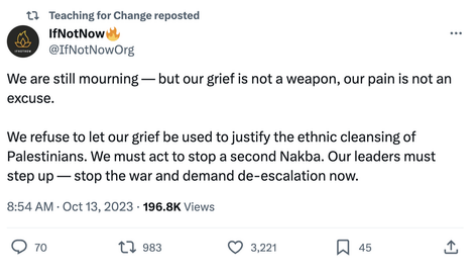 Teaching for Change reposted
IfNotNow🔥
@IfNotNowOrg
We are still mourning — but our grief is not a weapon, our pain is not an
excuse.
We refuse to let our grief be used to justify the ethnic cleansing of
Palestinians. We must act to stop a second Nakba. Our leaders must
step up — stop the war and demand de-escalation now.
8:54 AM · Oct 13, 2023 · 196.8K Views
70 983 3,221 45